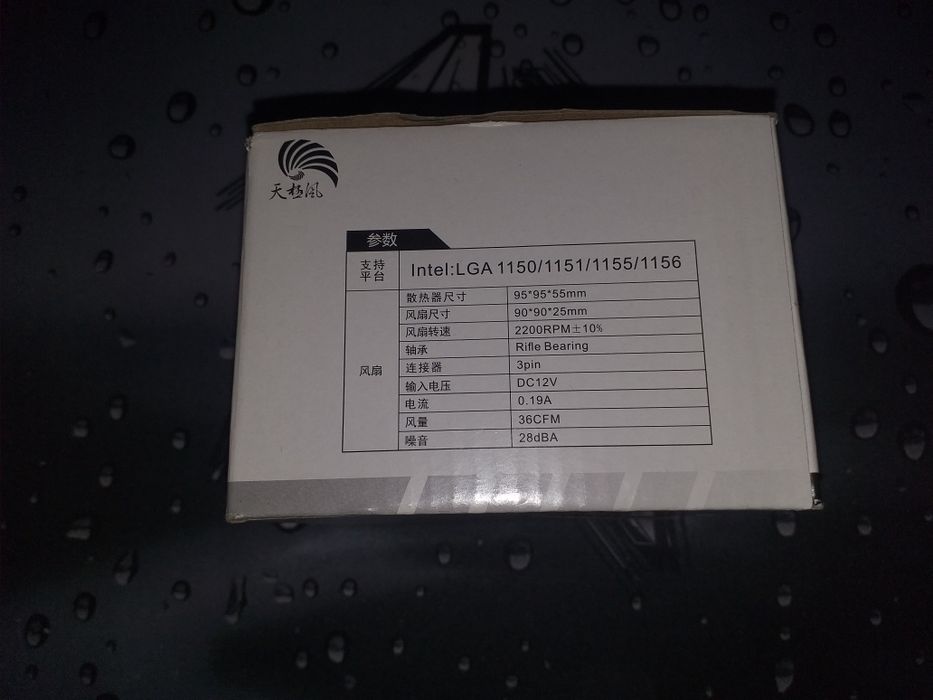 天极风
参数
支持
平台
Intel:LGA 1150/1151/1155/1156
风扇
散热器尺寸 95*95*55mm
风扇尺寸 90*90*25mm
风扇转速 2200RPM±10%
轴承 Rifle Bearing
连接器 3pin
输入电压 DC12V
电流 0.19A
风量 36CFM
噪音 28dBA